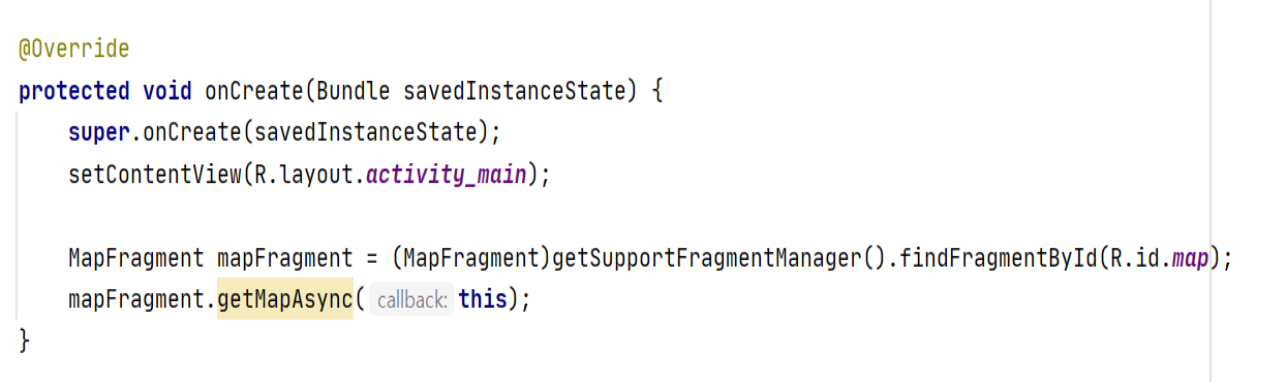 @Override
protected void onCreate(Bundle savedInstanceState) {
super.onCreate(savedInstanceState);
setContentView(R.layout.activity_main);
MapFragment mapFragment = (MapFragment)getSupportFragmentManager().findFragmentById(R.id.map);
mapFragment.getMapAsync( callback: this);
}